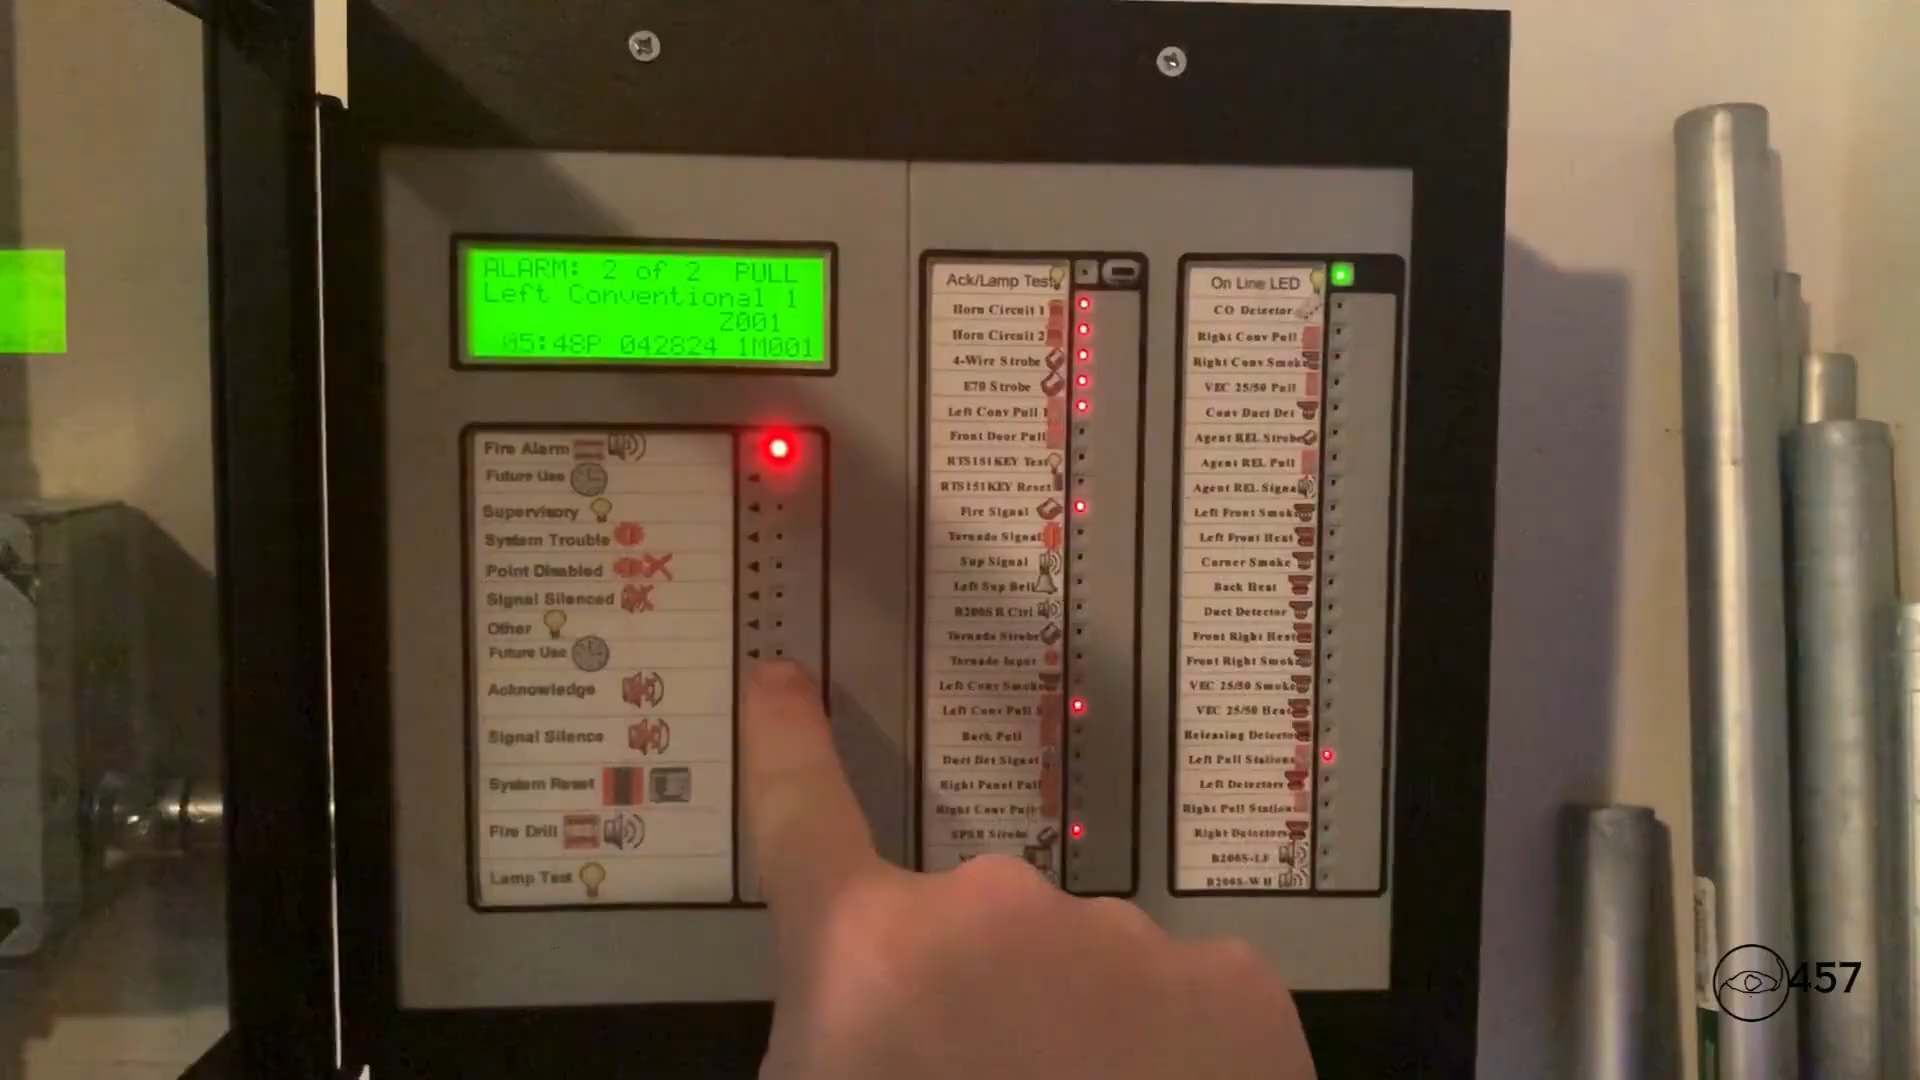 ALARM: 2 of 2 PULL
Left Conventional 1
Z001
05:48P 042824 1M001
Fire Alarm
Future Use
Supervisory
System Trouble
Point Disabled
Signal Silenced
Other
Future Use
Acknowledge
Signal Silence
System Reset
Fire Drill
Lamp Test
Ack/Lamp Test
Horn Circuit 1
Horn Circuit 2
4-Wire Strobe
E70 Strobe
Left Conv Pull 1
Front Door Pull
RTS151KEY Test
RTS151KEY Reset
Fire Signal
Tornado Signal
Sup Signal
Left Sup Bell
B200SR Ctrl
Tornado Strobe
Tornado Input
Left Conv Smoke
Left Conv Pull
Back Pull
Duct Det Signal
Right Panel Pull
Right Conv Pull
SPSR Strobe
On Line LED
CO Detector
Right Conv Pull
Right Conv Smoke
VEC 25/50 Pull
Conv Duct Det
Agent REL Strobe
Agent REL Pull
Agent REL Signal
Left Front Smoke
Left Front Heat
Corner Smoke
Back Heat
Duct Detector
Front Right Heat
Front Right Smoke
VEC 25/50 Smoke
VEC 25/50 Heat
Releasing Detector
Left Pull Stations
Left Detectors
Right Pull Stations
Right Detectors
B200S-LF
B200S-WH
457